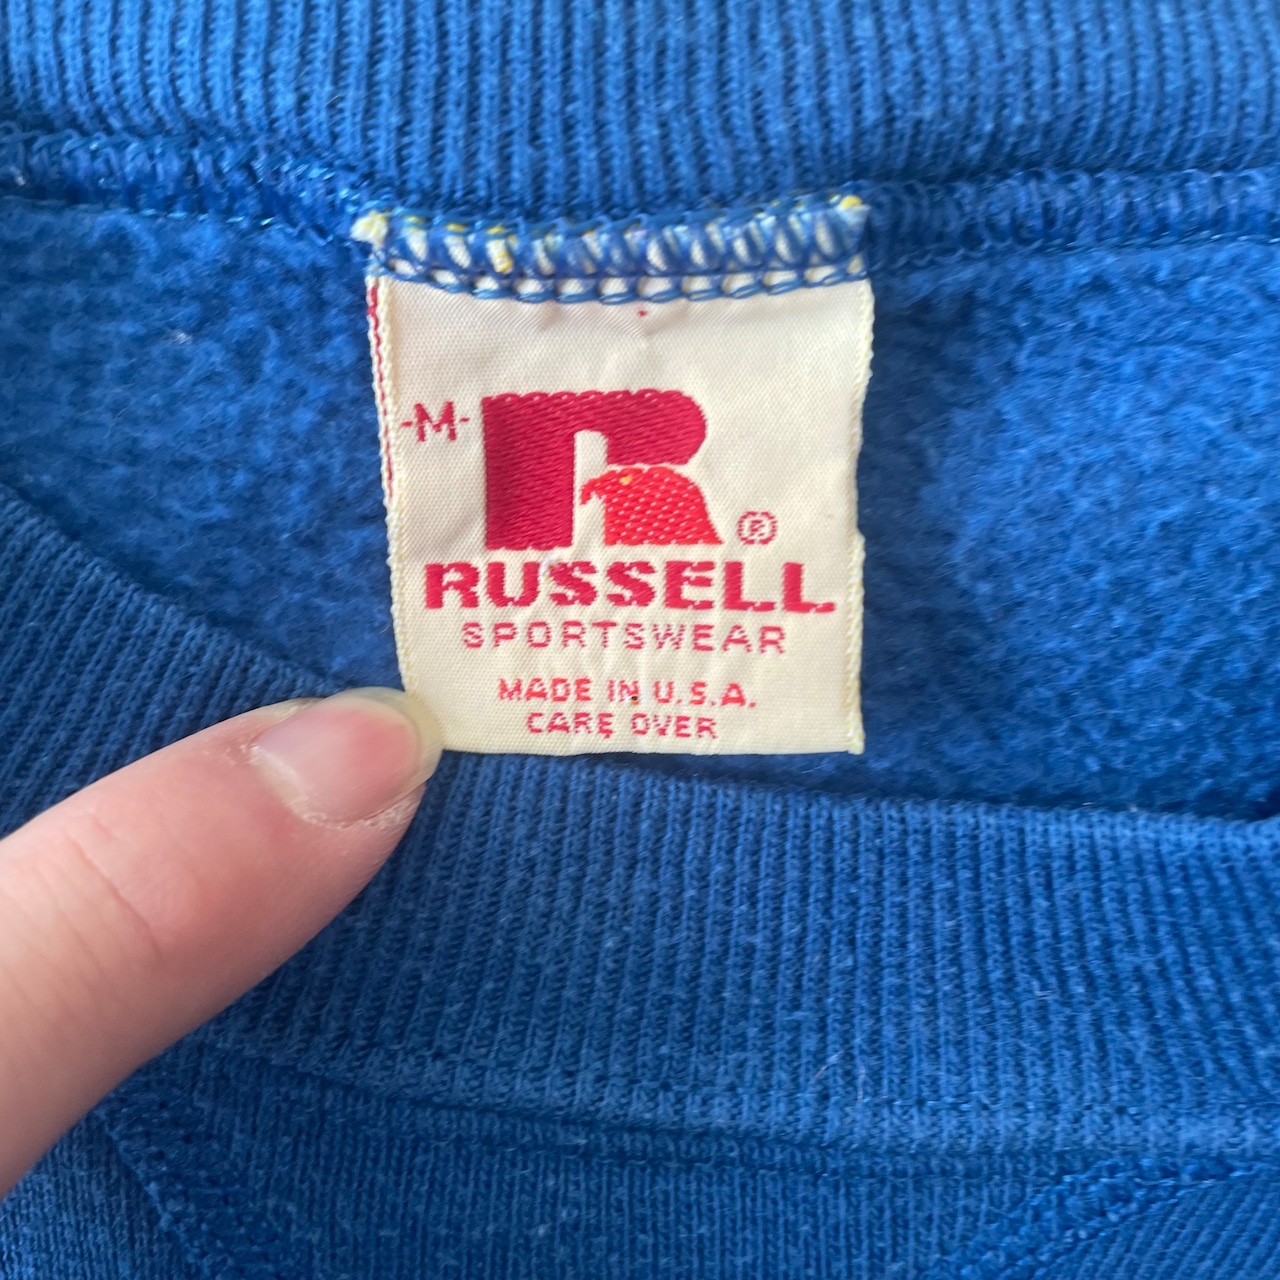 -M- R ®
RUSSELL
SPORTSWEAR
MADE IN U.S.A.
CARE OVER